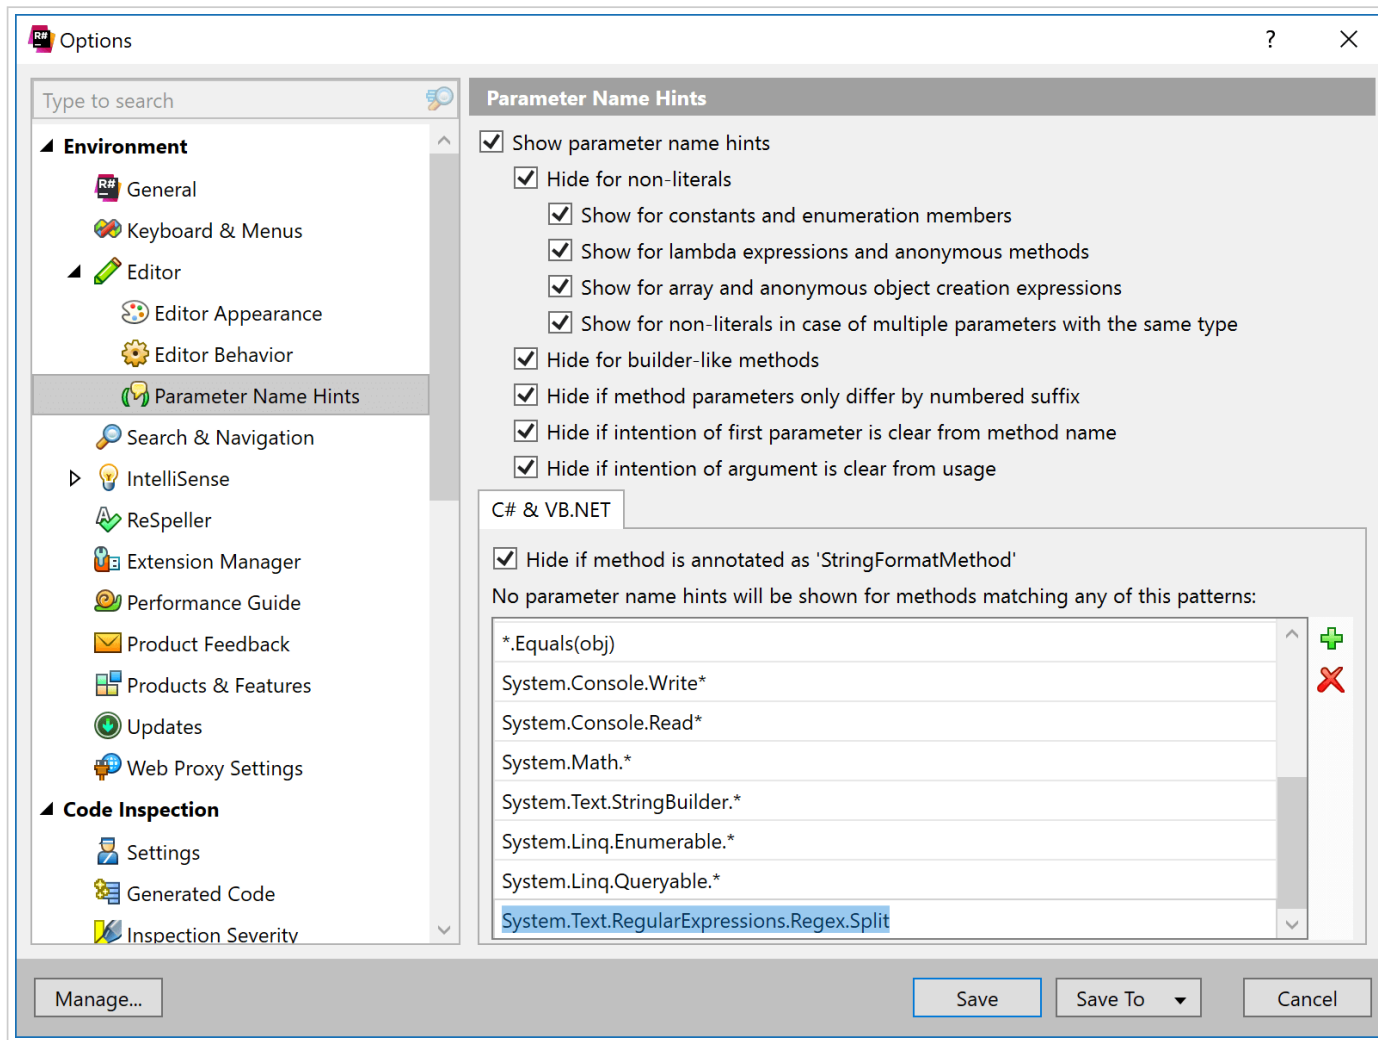 R#
Options
?
Type to search
Parameter Name Hints
Environment
R#
General
Keyboard & Menus
Editor
Editor Appearance
Editor Behavior
Parameter Name Hints
Search & Navigation
IntelliSense
ReSpeller
Extension Manager
Performance Guide
Product Feedback
Products & Features
Updates
Web Proxy Settings
Code Inspection
Settings
Generated Code
Inspection Severity
Show parameter name hints
Hide for non-literals
Show for constants and enumeration members
Show for lambda expressions and anonymous methods
Show for array and anonymous object creation expressions
Show for non-literals in case of multiple parameters with the same type
Hide for builder-like methods
Hide if method parameters only differ by numbered suffix
Hide if intention of first parameter is clear from method name
Hide if intention of argument is clear from usage
C# & VB.NET
Hide if method is annotated as 'StringFormatMethod'
No parameter name hints will be shown for methods matching any of this patterns:
*.Equals(obj)
System.Console.Write*
System.Console.Read*
System.Math.*
System.Text.StringBuilder.*
System.Linq.Enumerable.*
System.Linq.Queryable.*
System.Text.RegularExpressions.Regex.Split
Manage...
Save
Save To
Cancel